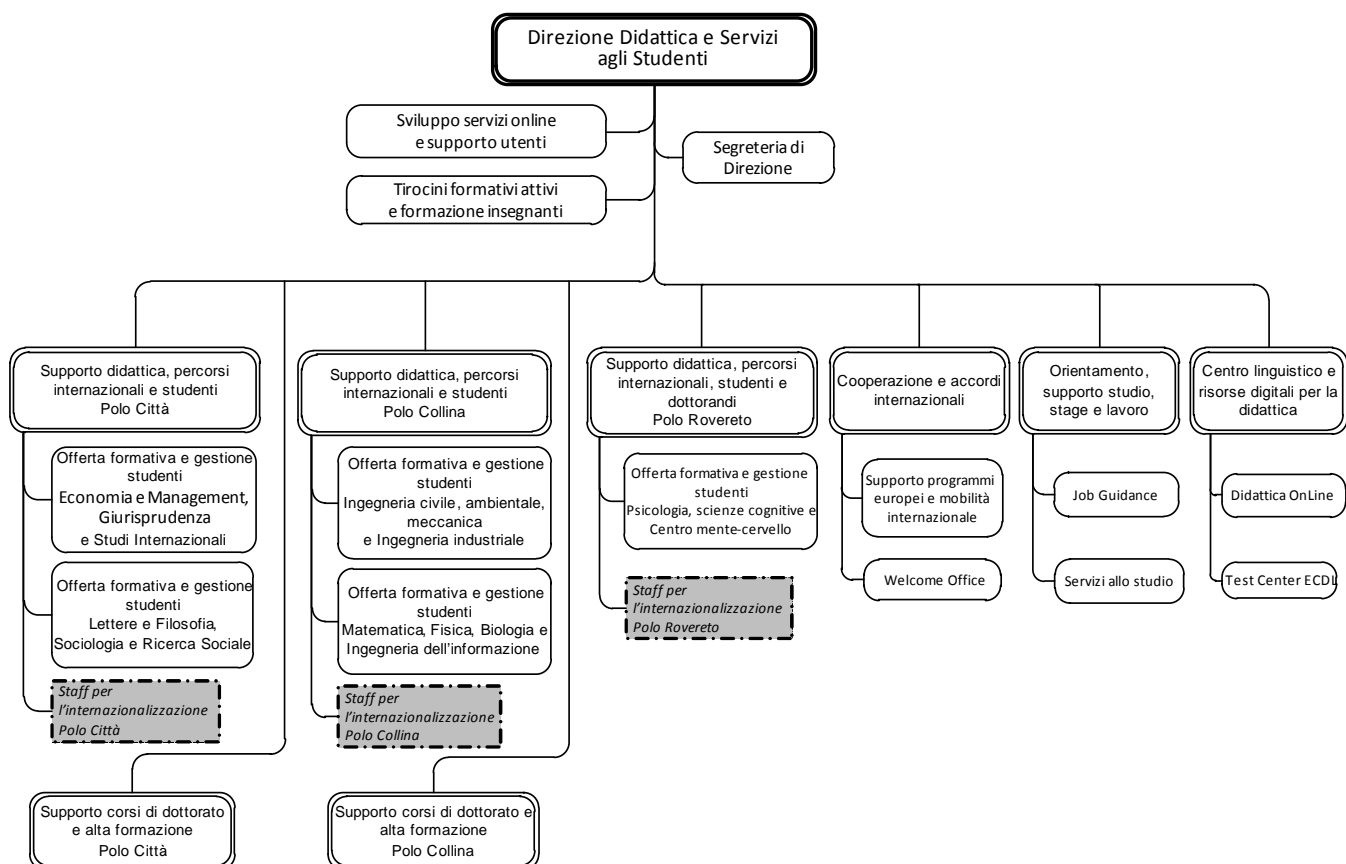 Direzione Didattica e Servizi
agli Studenti
Sviluppo servizi online
e supporto utenti
Segreteria di
Direzione
Tirocini formativi attivi
e formazione insegnanti
Supporto didattica, percorsi
internazionali e studenti
Polo Città
Supporto didattica, percorsi
internazionali e studenti
Polo Collina
Supporto didattica, percorsi
internazionali, studenti e
dottorandi
Polo Rovereto
Cooperazione e accordi
internazionali
Orientamento,
supporto studio,
stage e lavoro
Centro linguistico e
risorse digitali per la
didattica
Offerta formativa e gestione
studenti
Economia e Management,
Giurisprudenza
e Studi Internazionali
Offerta formativa e gestione
studenti
Lettere e Filosofia,
Sociologia e Ricerca Sociale
Staff per
l'internazionalizzazione
Polo Città
Offerta formativa e gestione
studenti
Ingegneria civile, ambientale,
meccanica
e Ingegneria industriale
Offerta formativa e gestione
studenti
Matematica, Fisica, Biologia e
Ingegneria dell'informazione
Staff per
l'internazionalizzazione
Polo Collina
Offerta formativa e gestione
studenti
Psicologia, scienze cognitive e
Centro mente-cervello
Staff per
l'internazionalizzazione
Polo Rovereto
Supporto programmi
europei e mobilità
internazionale
Welcome Office
Job Guidance
Servizi allo studio
Didattica OnLine
Test Center ECDL
Supporto corsi di dottorato
e alta formazione
Polo Città
Supporto corsi di dottorato e
alta formazione
Polo Collina